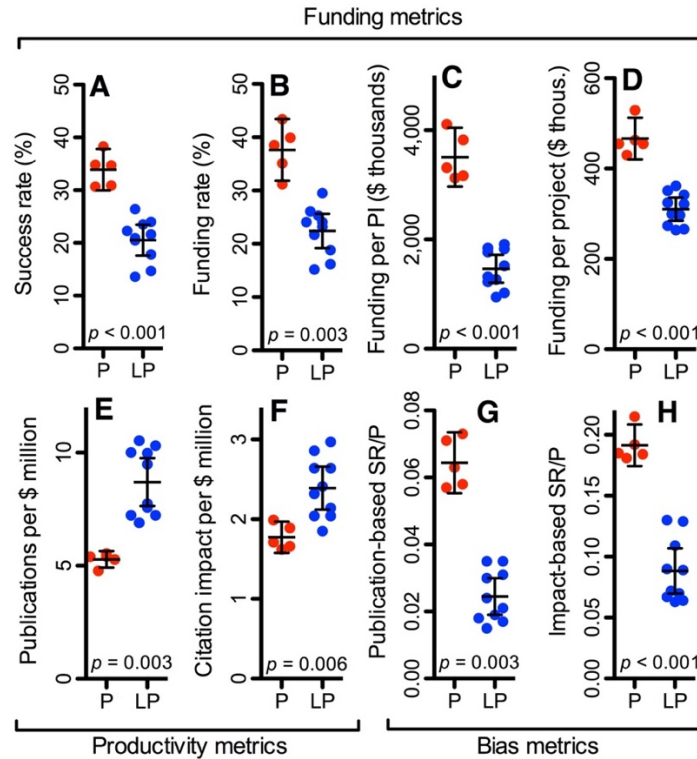 Funding metrics
A
Success rate (%)
50
40
30
20
10
0
p < 0.001
P LP
B
Funding rate (%)
50
40
30
20
10
0
p = 0.003
P LP
C
Funding per PI ($ thousands)
4,000
2,000
0
p < 0.001
P LP
D
Funding per project ($ thous.)
600
400
200
0
p < 0.001
P LP
E
Publications per $ million
10
5
0
p = 0.003
P LP
F
Citation impact per $ million
3
2
1
0
p = 0.006
P LP
G
Publication-based SR/P
0.08
0.06
0.04
0.02
0.00
p = 0.003
P LP
H
Impact-based SR/P
0.20
0.15
0.10
0.05
0.00
p < 0.001
P LP
Productivity metrics
Bias metrics